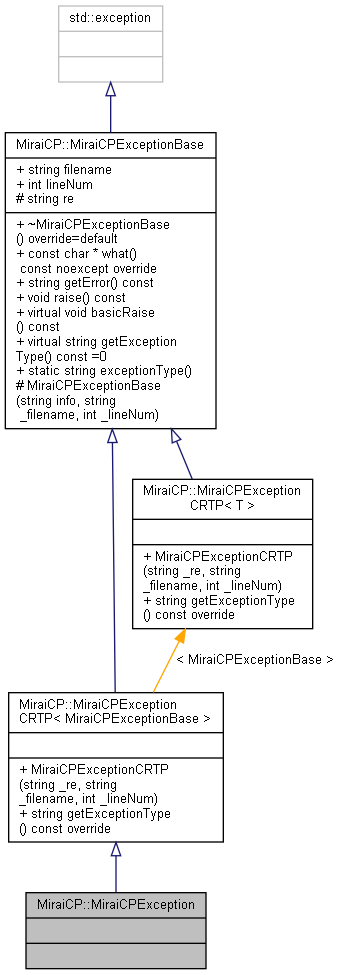 std::exception
MiraiCP::MiraiCPExceptionBase
+ string filename
+ int lineNum
# string re
+ ~MiraiCPExceptionBase
() override=default
+ const char * what()
const noexcept override
+ string getError() const
+ void raise() const
+ virtual void basicRaise
() const
+ virtual string getException
Type() const =0
+ static string exceptionType()
# MiraiCPExceptionBase
(string info, string
_filename, int _lineNum)
MiraiCP::MiraiCPException
CRTP< T >
+ MiraiCPExceptionCRTP
(string _re, string
_filename, int _lineNum)
+ string getExceptionType
() const override
< MiraiCPExceptionBase >
MiraiCP::MiraiCPException
CRTP< MiraiCPExceptionBase >
+ MiraiCPExceptionCRTP
(string _re, string
_filename, int _lineNum)
+ string getExceptionType
() const override
MiraiCP::MiraiCPException